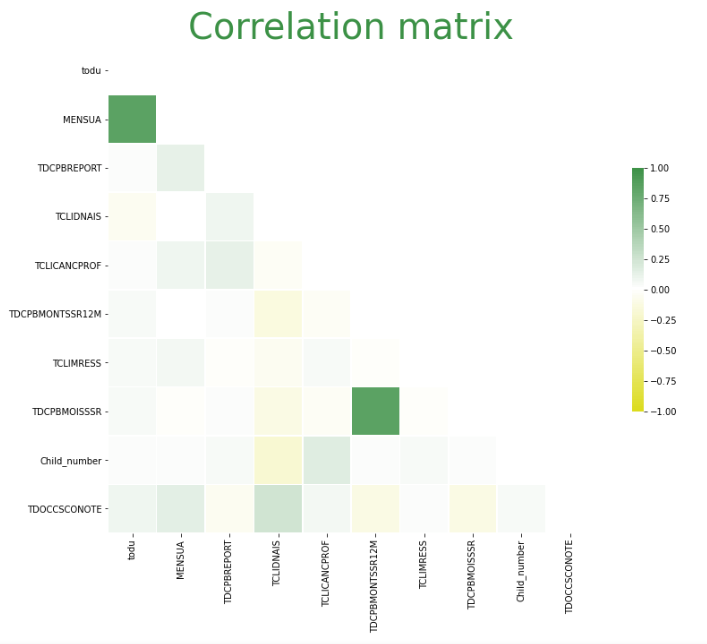 Correlation matrix
todu
MENSUA
TDCPBREPORT
TCLIDNAIS
TCLICANCPROF
TDCPBMONTSSR12M
TCLIMRESS
TDCPBMOISSSR
Child_number
TDOCCSCONOTE
1.00
0.75
0.50
0.25
0.00
−0.25
−0.50
−0.75
−1.00
todu
MENSUA
TDCPBREPORT
TCLIDNAIS
TCLICANCPROF
TDCPBMONTSSR12M
TCLIMRESS
TDCPBMOISSSR
Child_number
TDOCCSCONOTE